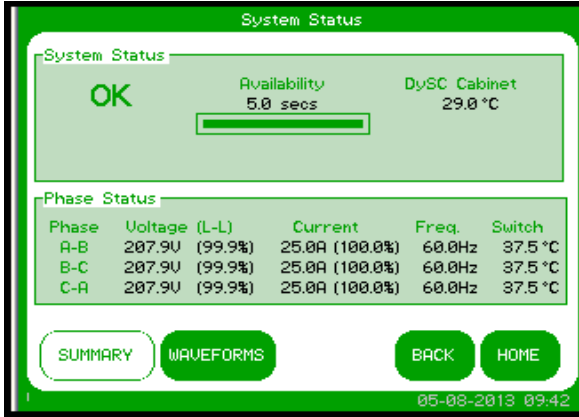 System Status
System Status
OK
Availability
5.0 secs
DySC Cabinet
29.0 °C
Phase Status
Phase Voltage (L-L) Current Freq. Switch
A-B 207.9V (99.9%) 25.0A (100.0%) 60.0Hz 37.5 °C
B-C 207.9V (99.9%) 25.0A (100.0%) 60.0Hz 37.5 °C
C-A 207.9V (99.9%) 25.0A (100.0%) 60.0Hz 37.5 °C
SUMMARY WAVEFORMS BACK HOME
05-08-2013 09:42